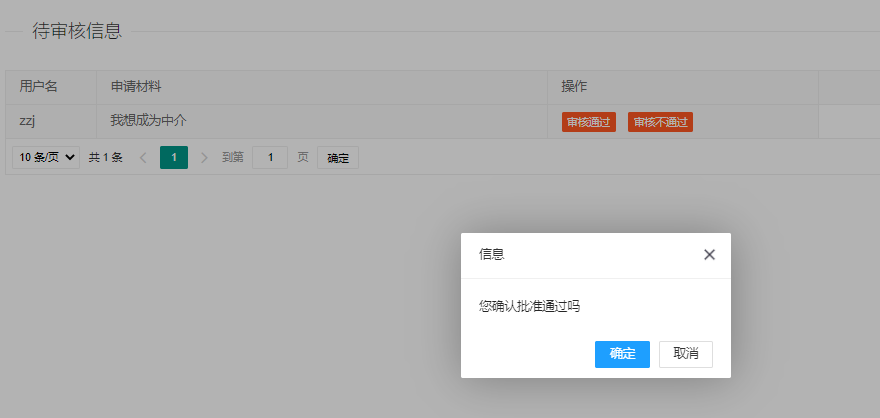 待审核信息
用户名 申请材料 操作
zzj 我想成为中介 审核通过 审核不通过
10 条/页 共 1 条 1 到第 1 页 确定
信息
您确认批准通过吗
确定 取消